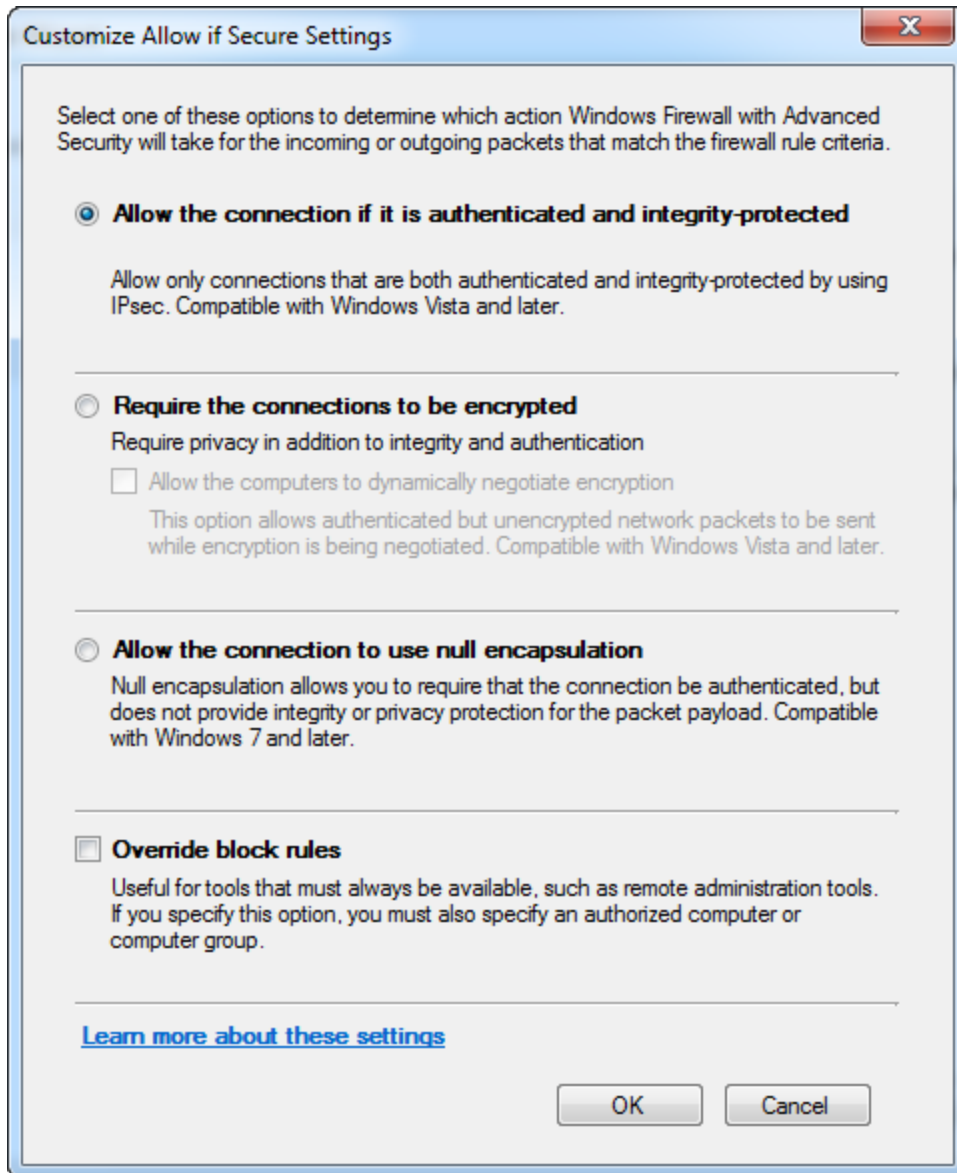 Customize Allow if Secure Settings
Select one of these options to determine which action Windows Firewall with Advanced
Security will take for the incoming or outgoing packets that match the firewall rule criteria.
Allow the connection if it is authenticated and integrity-protected
Allow only connections that are both authenticated and integrity-protected by using
IPsec. Compatible with Windows Vista and later.
Require the connections to be encrypted
Require privacy in addition to integrity and authentication
Allow the computers to dynamically negotiate encryption
This option allows authenticated but unencrypted network packets to be sent
while encryption is being negotiated. Compatible with Windows Vista and later.
Allow the connection to use null encapsulation
Null encapsulation allows you to require that the connection be authenticated, but
does not provide integrity or privacy protection for the packet payload. Compatible
with Windows 7 and later.
Override block rules
Useful for tools that must always be available, such as remote administration tools.
If you specify this option, you must also specify an authorized computer or
computer group.
Learn more about these settings
OK
Cancel